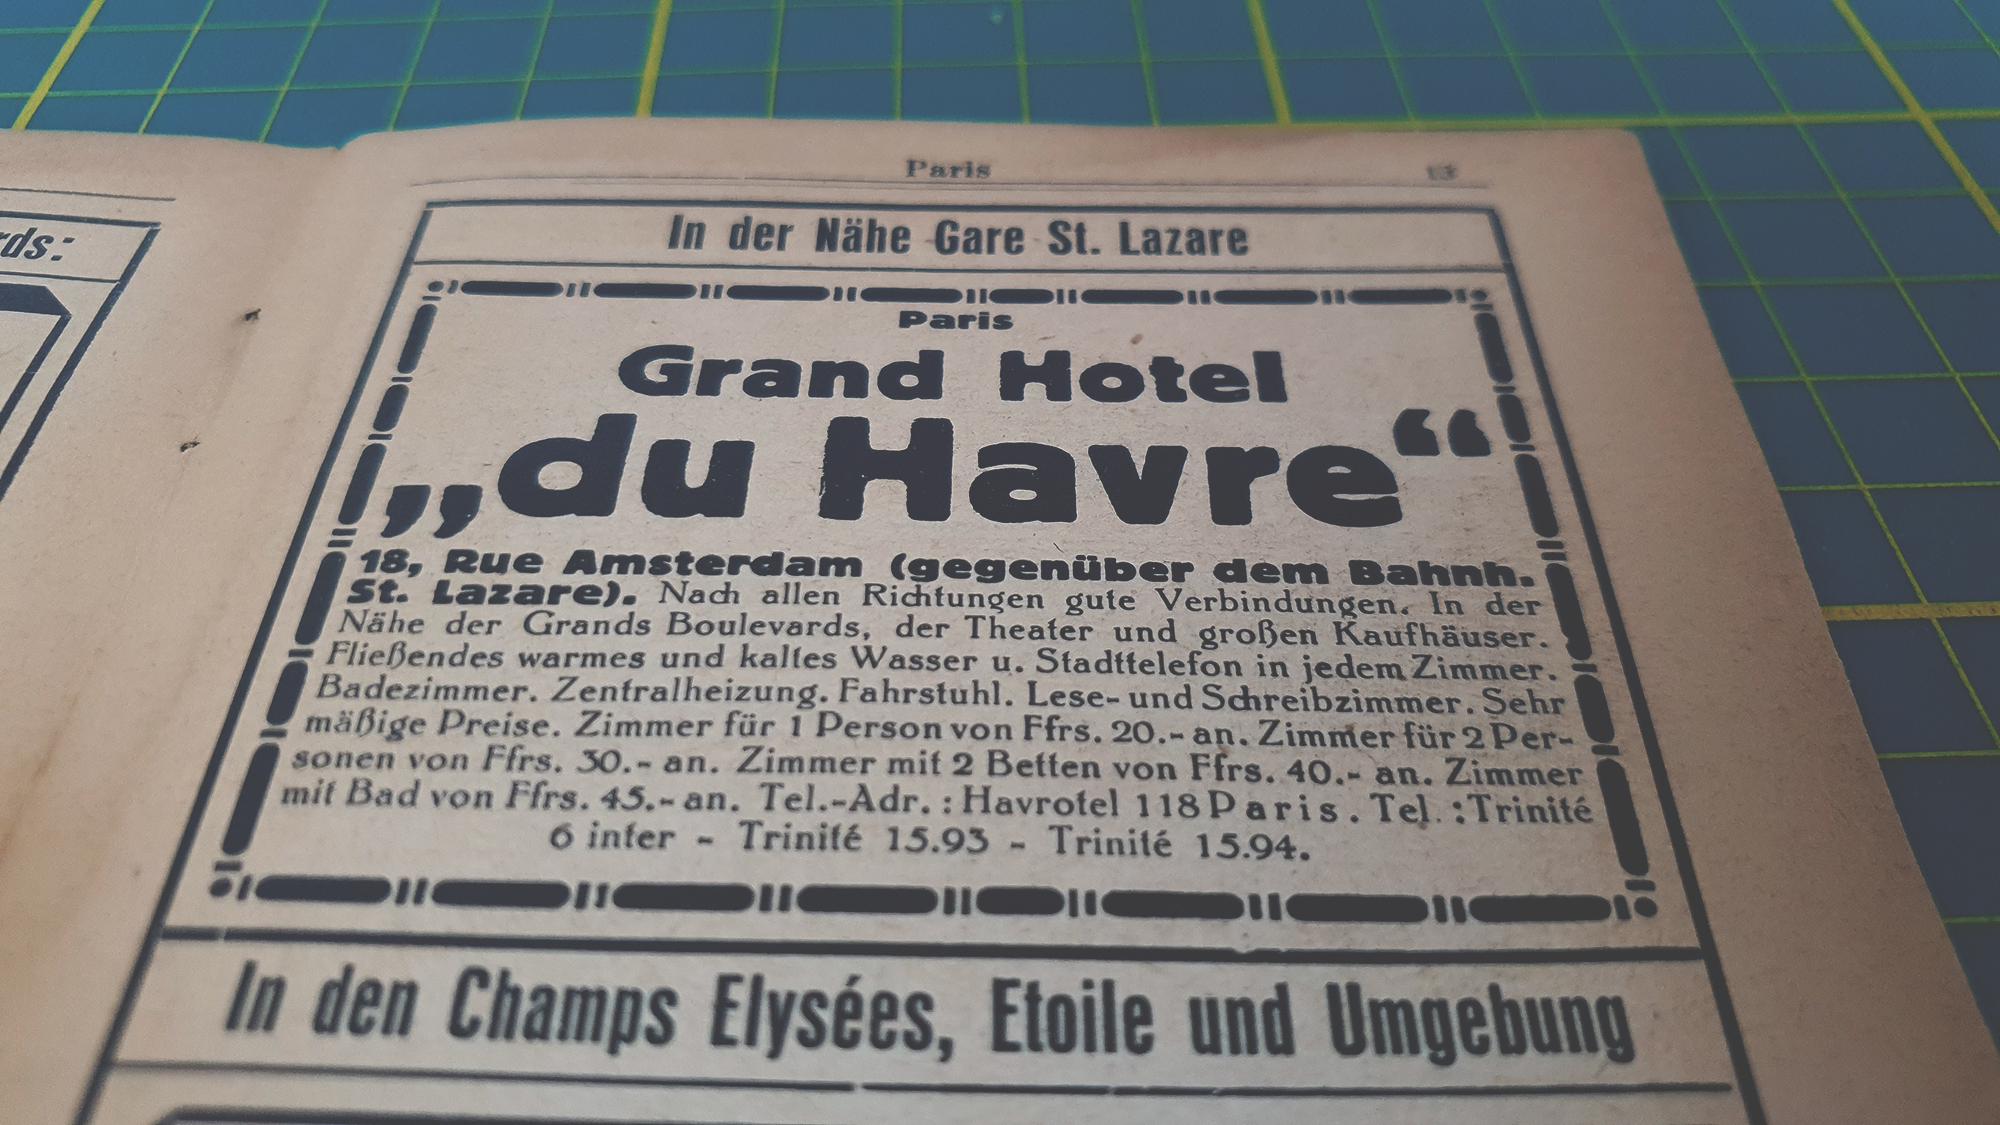 rds:
Paris
In der Nähe Gare St. Lazare
Paris
Grand Hotel
„du Havre“
18, Rue Amsterdam (gegenüber dem Bahnh.
St. Lazare). Nach allen Richtungen gute Verbindungen. In der
Nähe der Grands Boulevards, der Theater und großen Kaufhäuser.
Fließendes warmes und kaltes Wasser u. Stadttelefon in jedem Zimmer.
Badezimmer. Zentralheizung. Fahrstuhl. Lese- und Schreibzimmer. Sehr
mäßige Preise. Zimmer für 1 Person von Ffrs. 20.- an. Zimmer für 2 Per-
sonen von Ffrs. 30.- an. Zimmer mit 2 Betten von Ffrs. 40.- an. Zimmer
mit Bad von Ffrs. 45.- an. Tel.-Adr. : Havrotel 118 Paris. Tel. : Trinité
6 inter - Trinité 15.93 - Trinité 15.94.
In den Champs Elysées, Etoile und Umgebung